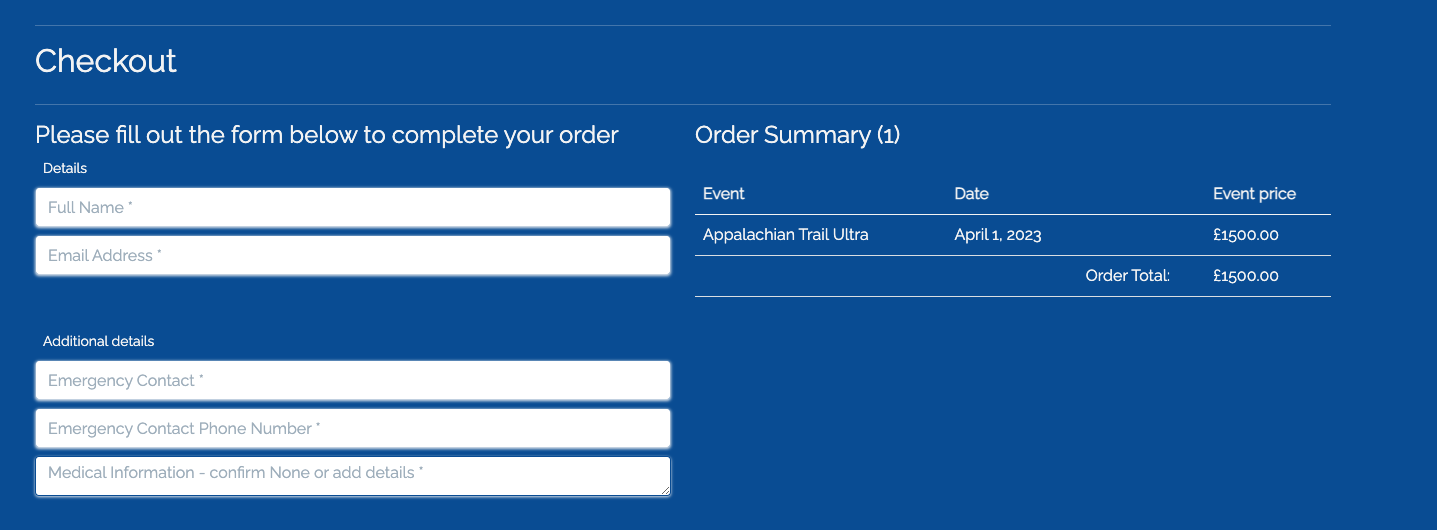 Checkout
Please fill out the form below to complete your order
Details
Full Name *
Email Address *
Additional details
Emergency Contact *
Emergency Contact Phone Number *
Medical Information - confirm None or add details *
Order Summary (1)
Event Date Event price
Appalachian Trail Ultra April 1, 2023 £1500.00
Order Total: £1500.00